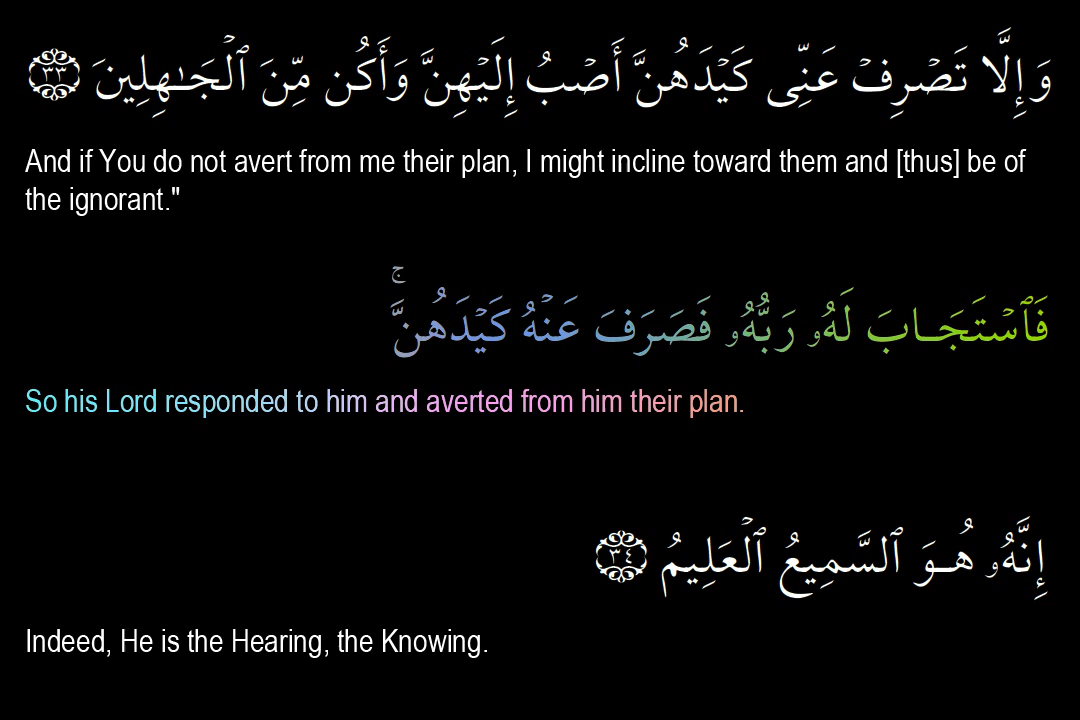 وَإِلَّا تَصْرِفْ عَنِّى كَيْدَهُنَّ أَصْبُ إِلَيْهِنَّ وَأَكُن مِّنَ ٱلْجَـٰهِلِينَ ٣٣
And if You do not avert from me their plan, I might incline toward them and [thus] be of
the ignorant."
فَٱسْتَجَابَ لَهُۥ رَبُّهُۥ فَصَرَفَ عَنْهُ كَيْدَهُنَّ ۚ
So his Lord responded to him and averted from him their plan.
إِنَّهُۥ هُوَ ٱلسَّمِيعُ ٱلْعَلِيمُ ٣٤
Indeed, He is the Hearing, the Knowing.